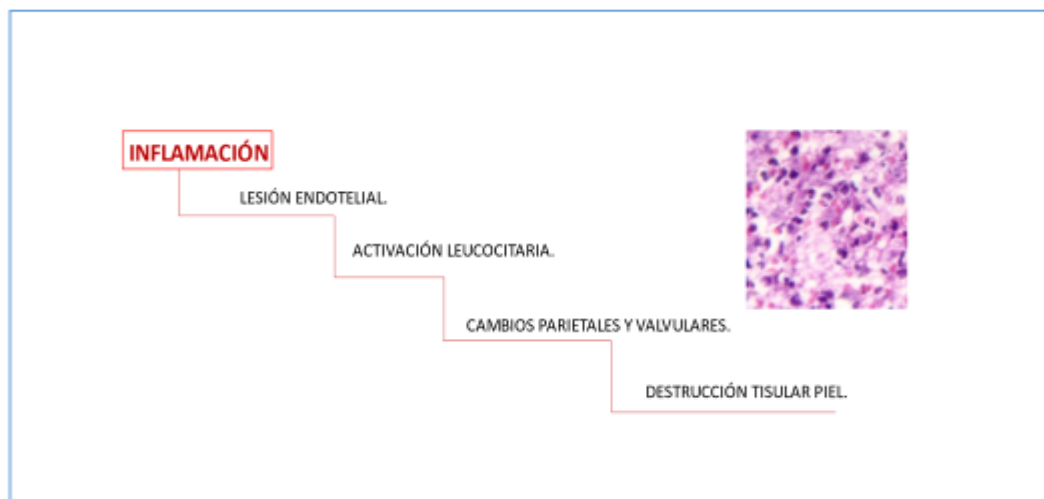 INFLAMACIÓN
LESIÓN ENDOTELIAL.
ACTIVACIÓN LEUCOCITARIA.
CAMBIOS PARIETALES Y VALVULARES.
DESTRUCCIÓN TISULAR PIEL.